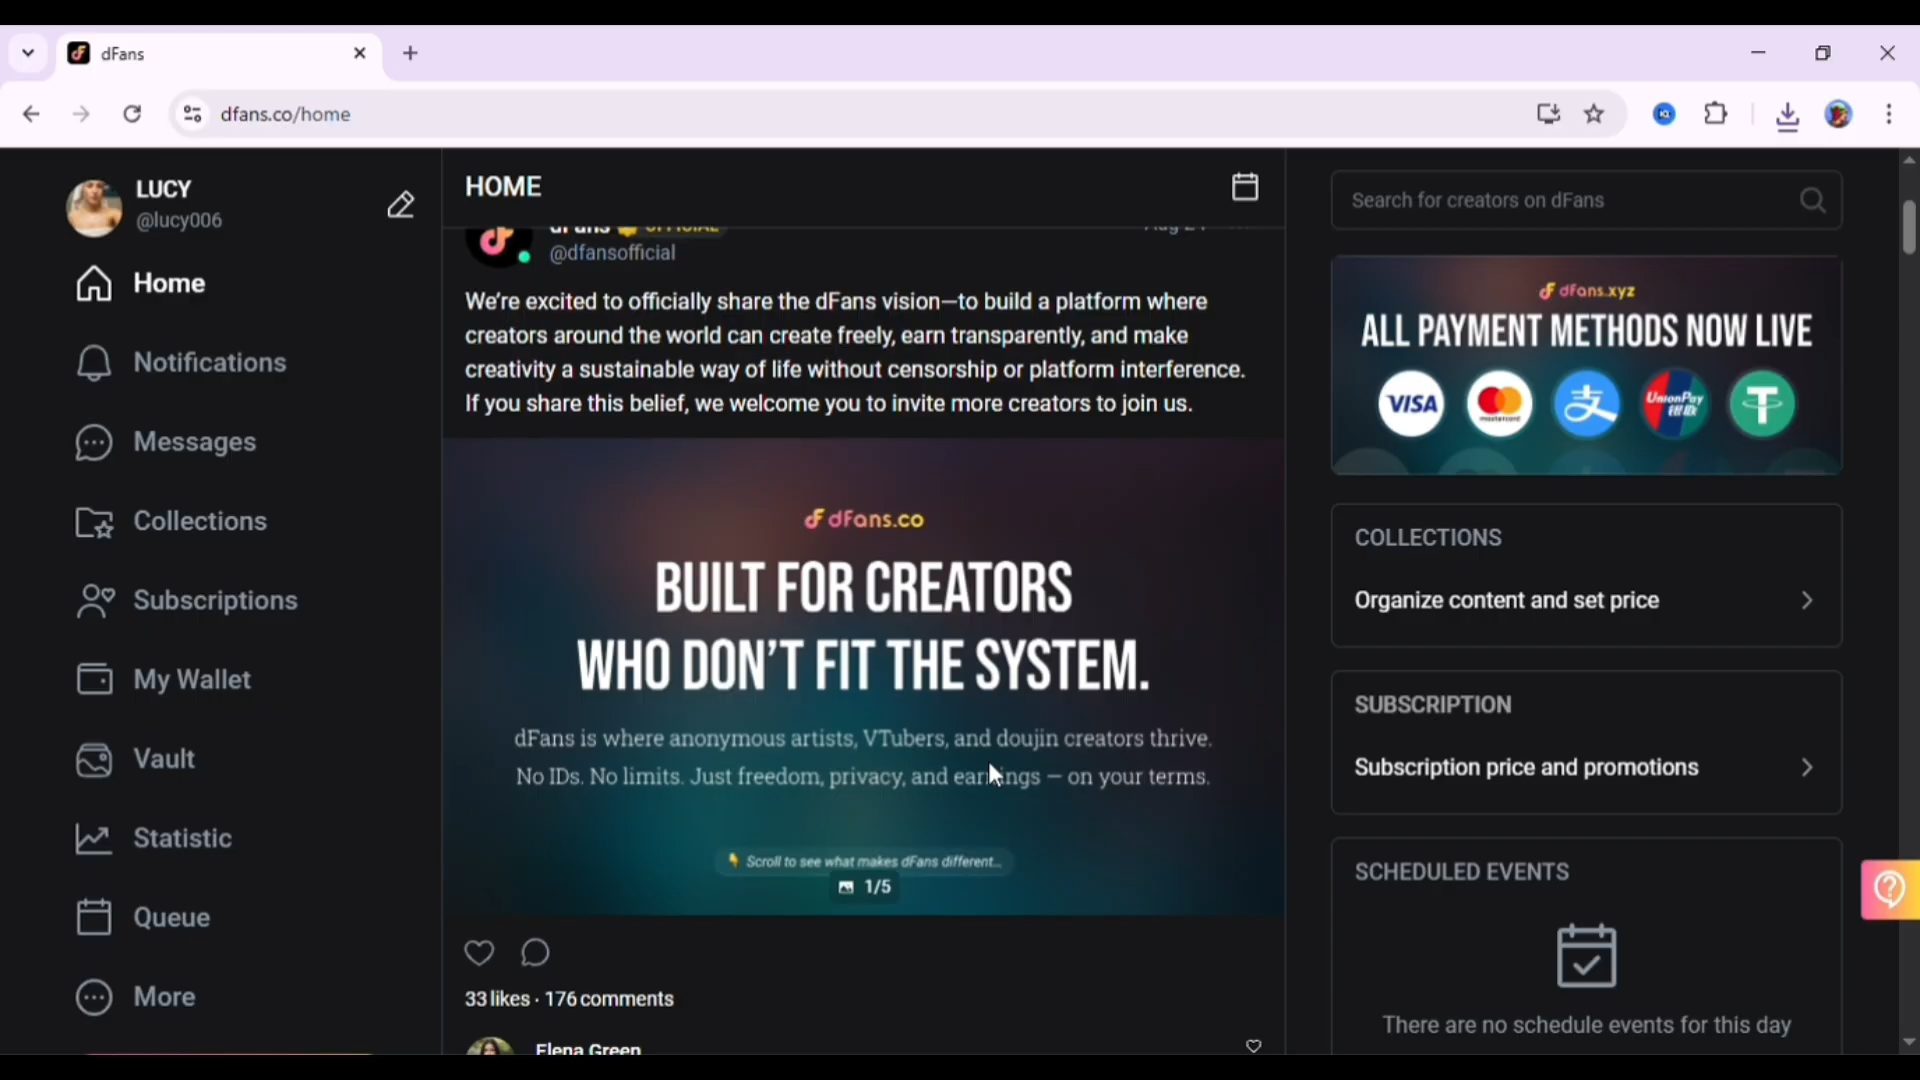 dFans
dfans.co/home
LUCY
@lucy006
Home
Notifications
Messages
Collections
Subscriptions
My Wallet
Vault
Statistic
Queue
More
HOME
dFans OFFICIAL
@dfansofficial
We're excited to officially share the dFans vision—to build a platform where
creators around the world can create freely, earn transparently, and make
creativity a sustainable way of life without censorship or platform interference.
If you share this belief, we welcome you to invite more creators to join us.
dFans.co
BUILT FOR CREATORS
WHO DON'T FIT THE SYSTEM.
dFans is where anonymous artists, VTubers, and doujin creators thrive.
No IDs. No limits. Just freedom, privacy, and earnings — on your terms.
Scroll to see what makes dFans different...
1/5
33 likes · 176 comments
Elena Green
Search for creators on dFans
dFans.xyz
ALL PAYMENT METHODS NOW LIVE
VISA
mastercard
支
UnionPay
银联
COLLECTIONS
Organize content and set price
SUBSCRIPTION
Subscription price and promotions
SCHEDULED EVENTS
There are no schedule events for this day